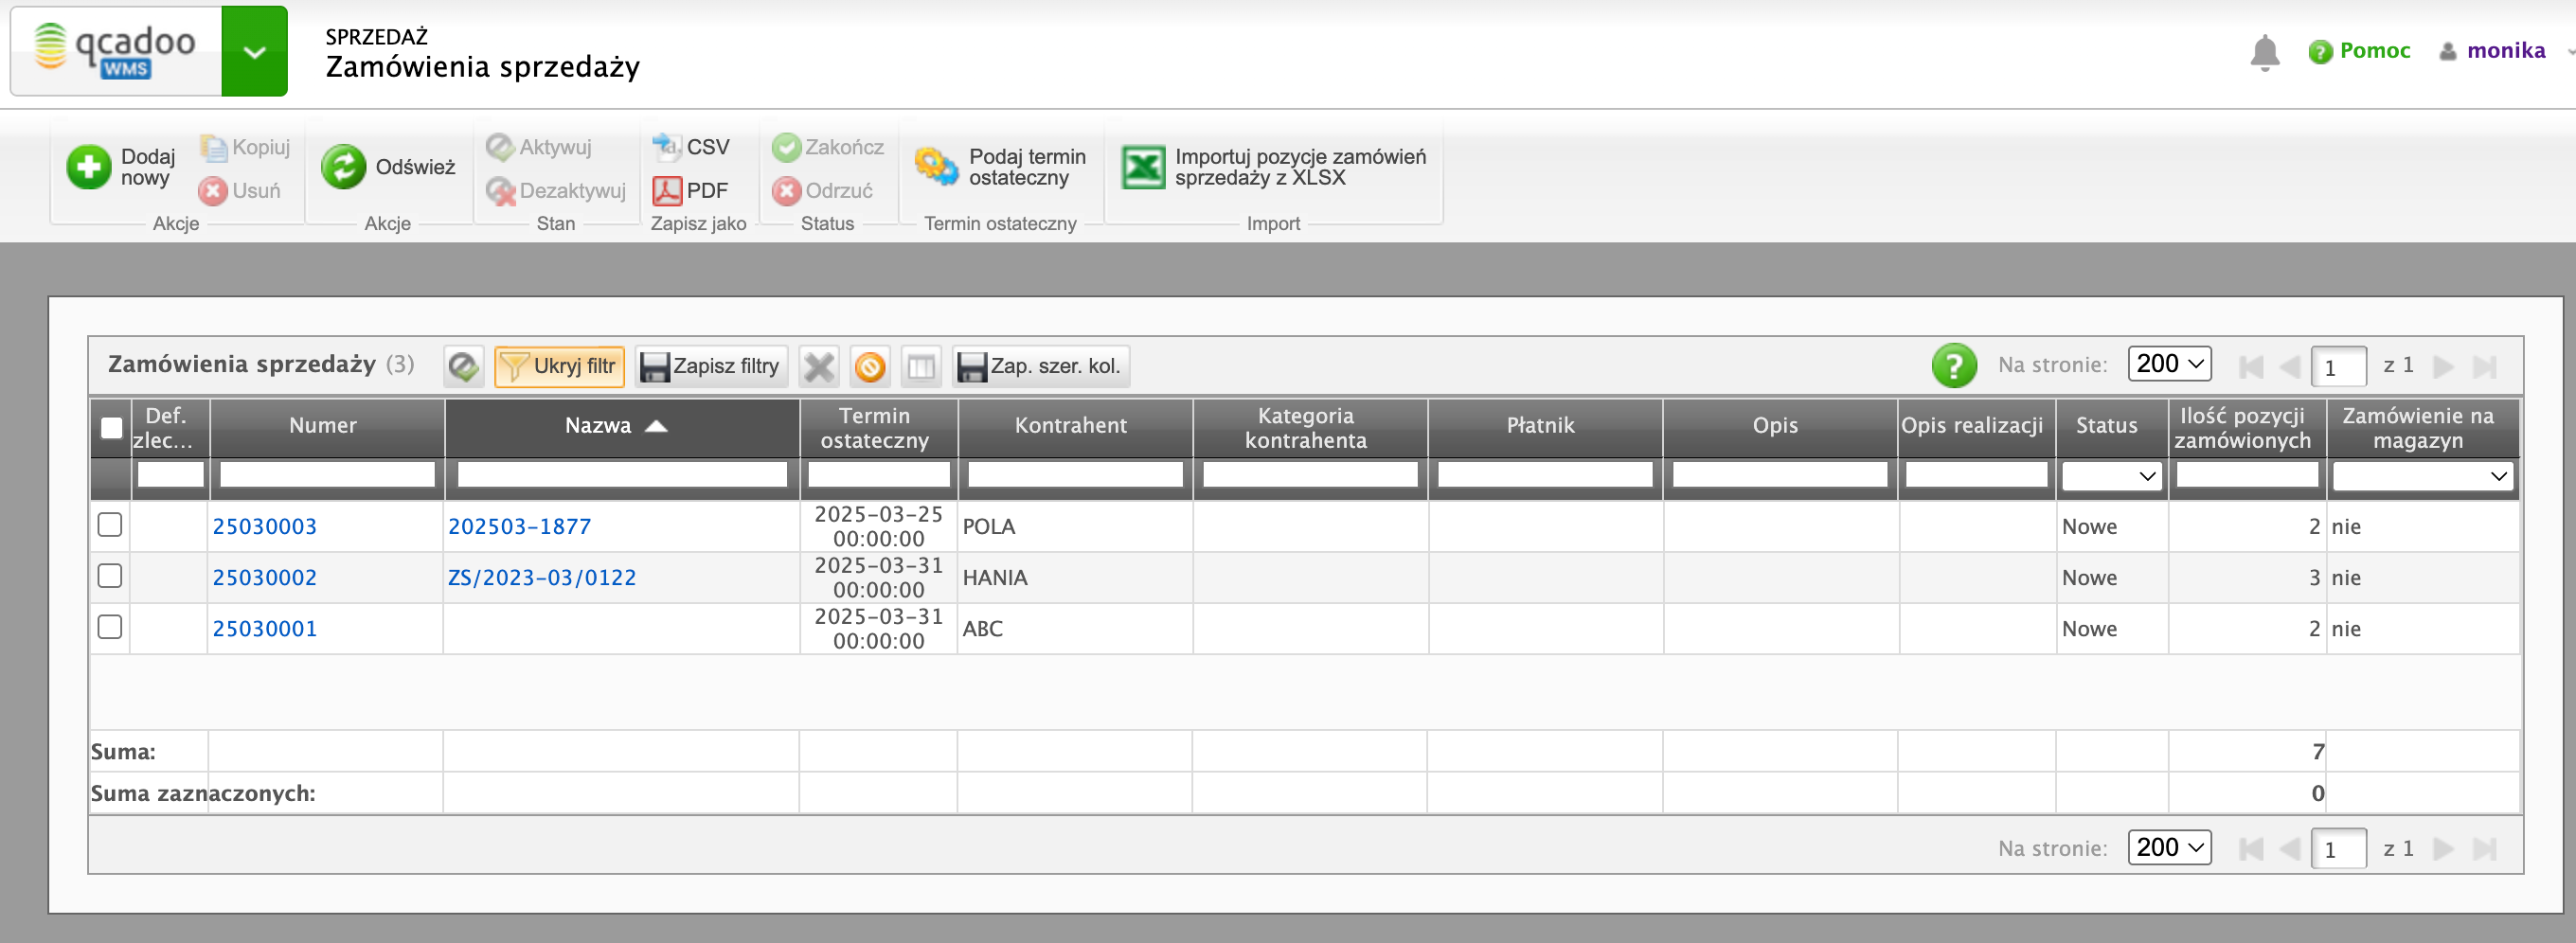 qcadoo
WMS
SPRZEDAŻ
Zamówienia sprzedaży
Pomoc
monika
Dodaj nowy
Kopiuj
Usuń
Akcje
Odśwież
Akcje
Aktywuj
Dezaktywuj
Stan
CSV
PDF
Zapisz jako
Zakończ
Odrzuć
Status
Podaj termin
ostateczny
Termin ostateczny
Importuj pozycje zamówień
sprzedaży z XLSX
Import
Zamówienia sprzedaży (3)
Ukryj filtr
Zapisz filtry
Zap. szer. kol.
Na stronie: 200 1 z 1
Def. zlec...
Numer
Nazwa
Termin ostateczny
Kontrahent
Kategoria kontrahenta
Płatnik
Opis
Opis realizacji
Status
Ilość pozycji zamówionych
Zamówienie na magazyn
25030003 202503-1877 2025-03-25 00:00:00 POLA Nowe 2 nie
25030002 ZS/2023-03/0122 2025-03-31 00:00:00 HANIA Nowe 3 nie
25030001 2025-03-31 00:00:00 ABC Nowe 2 nie
Suma: 7
Suma zaznaczonych: 0
Na stronie: 200 1 z 1